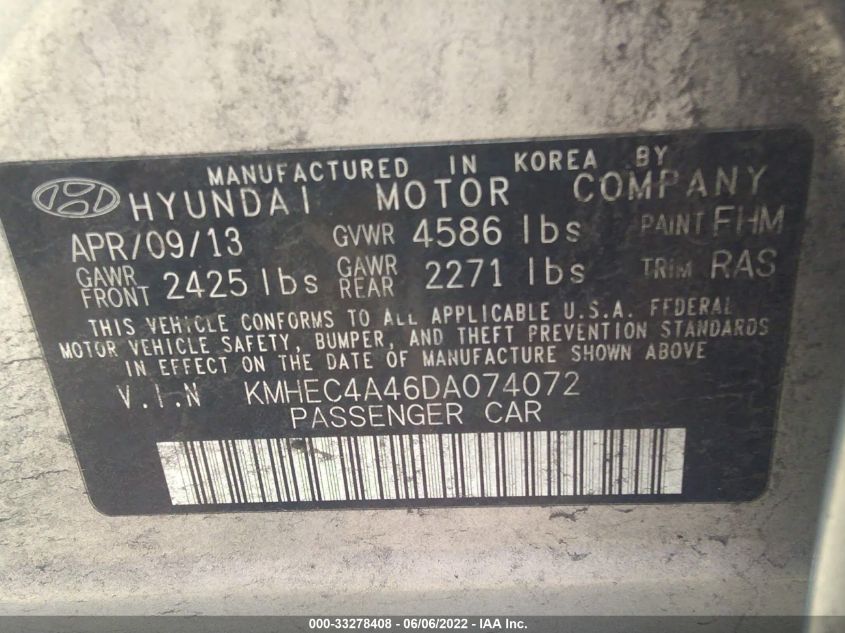 MANUFACTURED IN KOREA BY
HYUNDAI MOTOR COMPANY
APR/09/13 GVWR 4586 lbs PAINT FHM
GAWR FRONT 2425 lbs GAWR REAR 2271 lbs TRIM RAS
THIS VEHICLE CONFORMS TO ALL APPLICABLE U.S.A. FEDERAL
MOTOR VEHICLE SAFETY, BUMPER, AND THEFT PREVENTION STANDARDS
IN EFFECT ON THE DATE OF MANUFACTURE SHOWN ABOVE
V.I.N KMHEC4A46DA074072
PASSENGER CAR
000-33278408 - 06/06/2022 - IAA Inc.